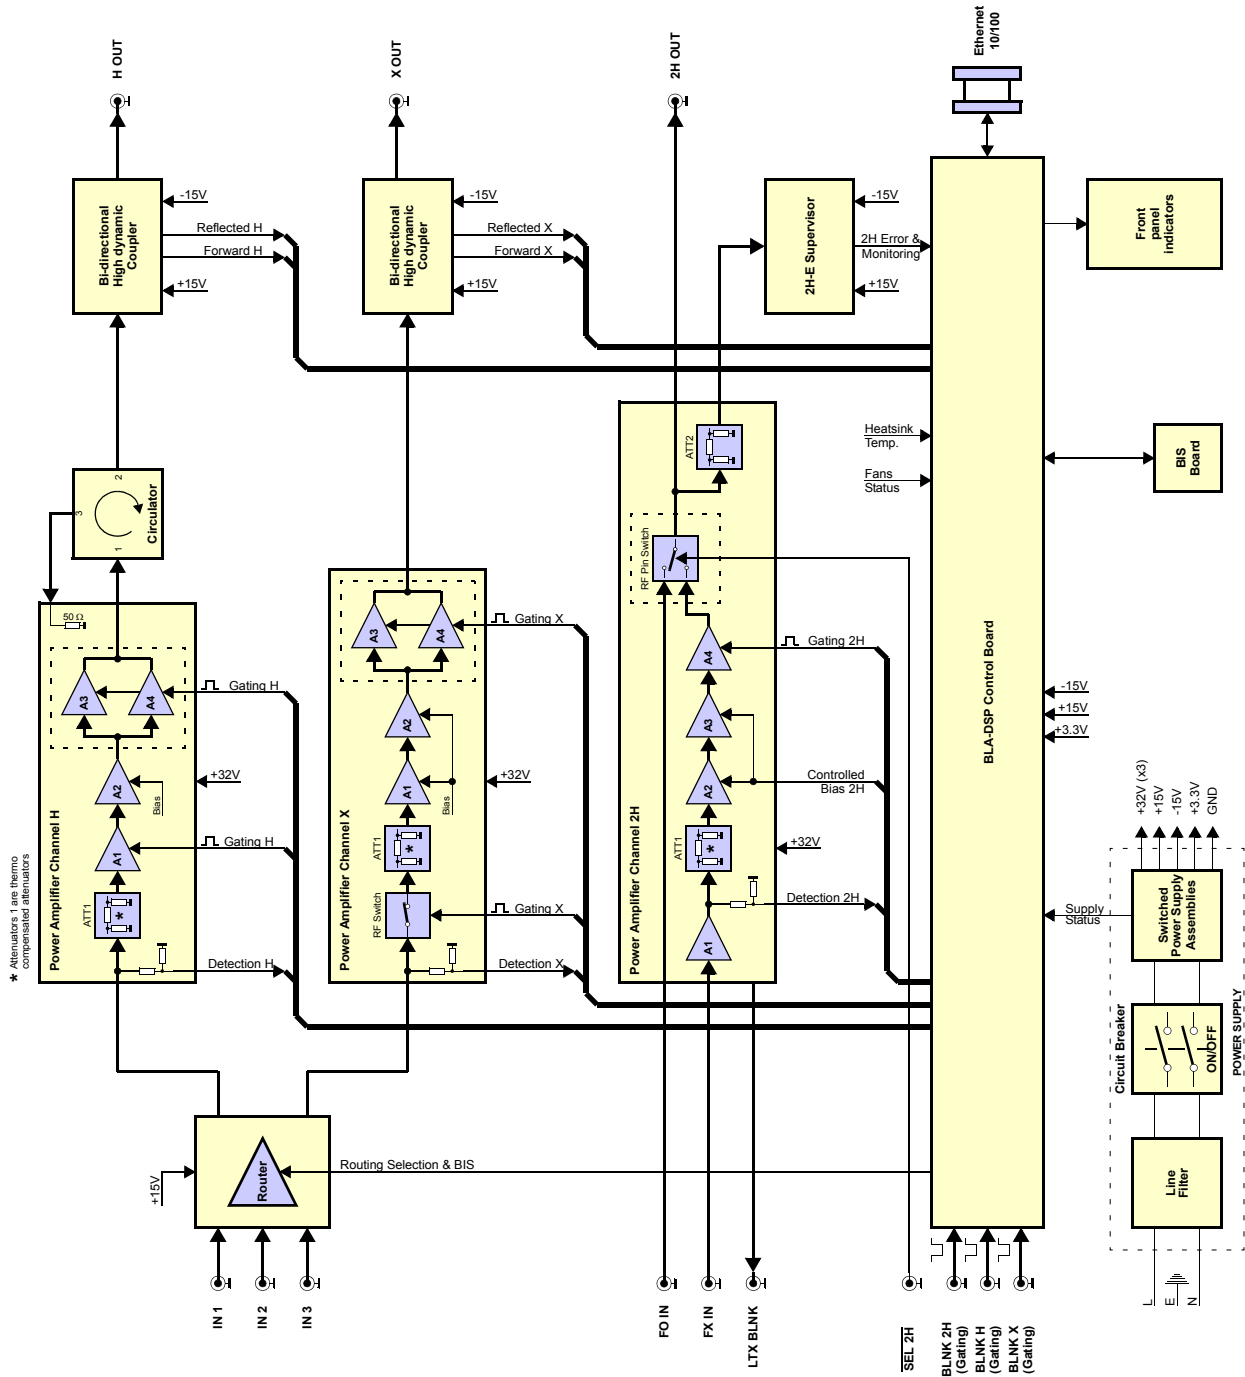 * Attenuators 1 are thermo
compensated attenuators
H OUT
X OUT
2H OUT
Ethernet
10/100
Bi-directional
High dynamic
Coupler
-15V
Reflected H
Forward H
+15V
Bi-directional
High dynamic
Coupler
-15V
Reflected X
Forward X
+15V
2H-E Supervisor
-15V
2H Error &
Monitoring
+15V
Front
panel
indicators
Circulator
1
2
3
Power Amplifier Channel H
50 Ω
A3
A4
Gating H
A2
Bias
+32V
A1
Gating H
ATT1
*
Detection H
Power Amplifier Channel X
A3
A4
Gating X
A2
A1
Bias
+32V
ATT1
*
RF Switch
Gating X
Detection X
Power Amplifier Channel 2H
ATT2
RF Pin Switch
A4
Gating 2H
A3
A2
Controlled
Bias 2H
ATT1
*
+32V
Detection 2H
A1
Heatsink
Temp.
Fans
Status
BLA-DSP Control Board
BIS
Board
-15V
+15V
+3.3V
Supply
Status
+32V (x3)
+15V
-15V
+3.3V
GND
Switched
Power Supply
Assemblies
Circuit Breaker
ON/OFF
POWER SUPPLY
Line
Filter
L
E
N
Router
+15V
Routing Selection & BIS
IN 1
IN 2
IN 3
FO IN
FX IN
LTX BLNK
SEL 2H
BLNK 2H
(Gating)
BLNK H
(Gating)
BLNK X
(Gating)